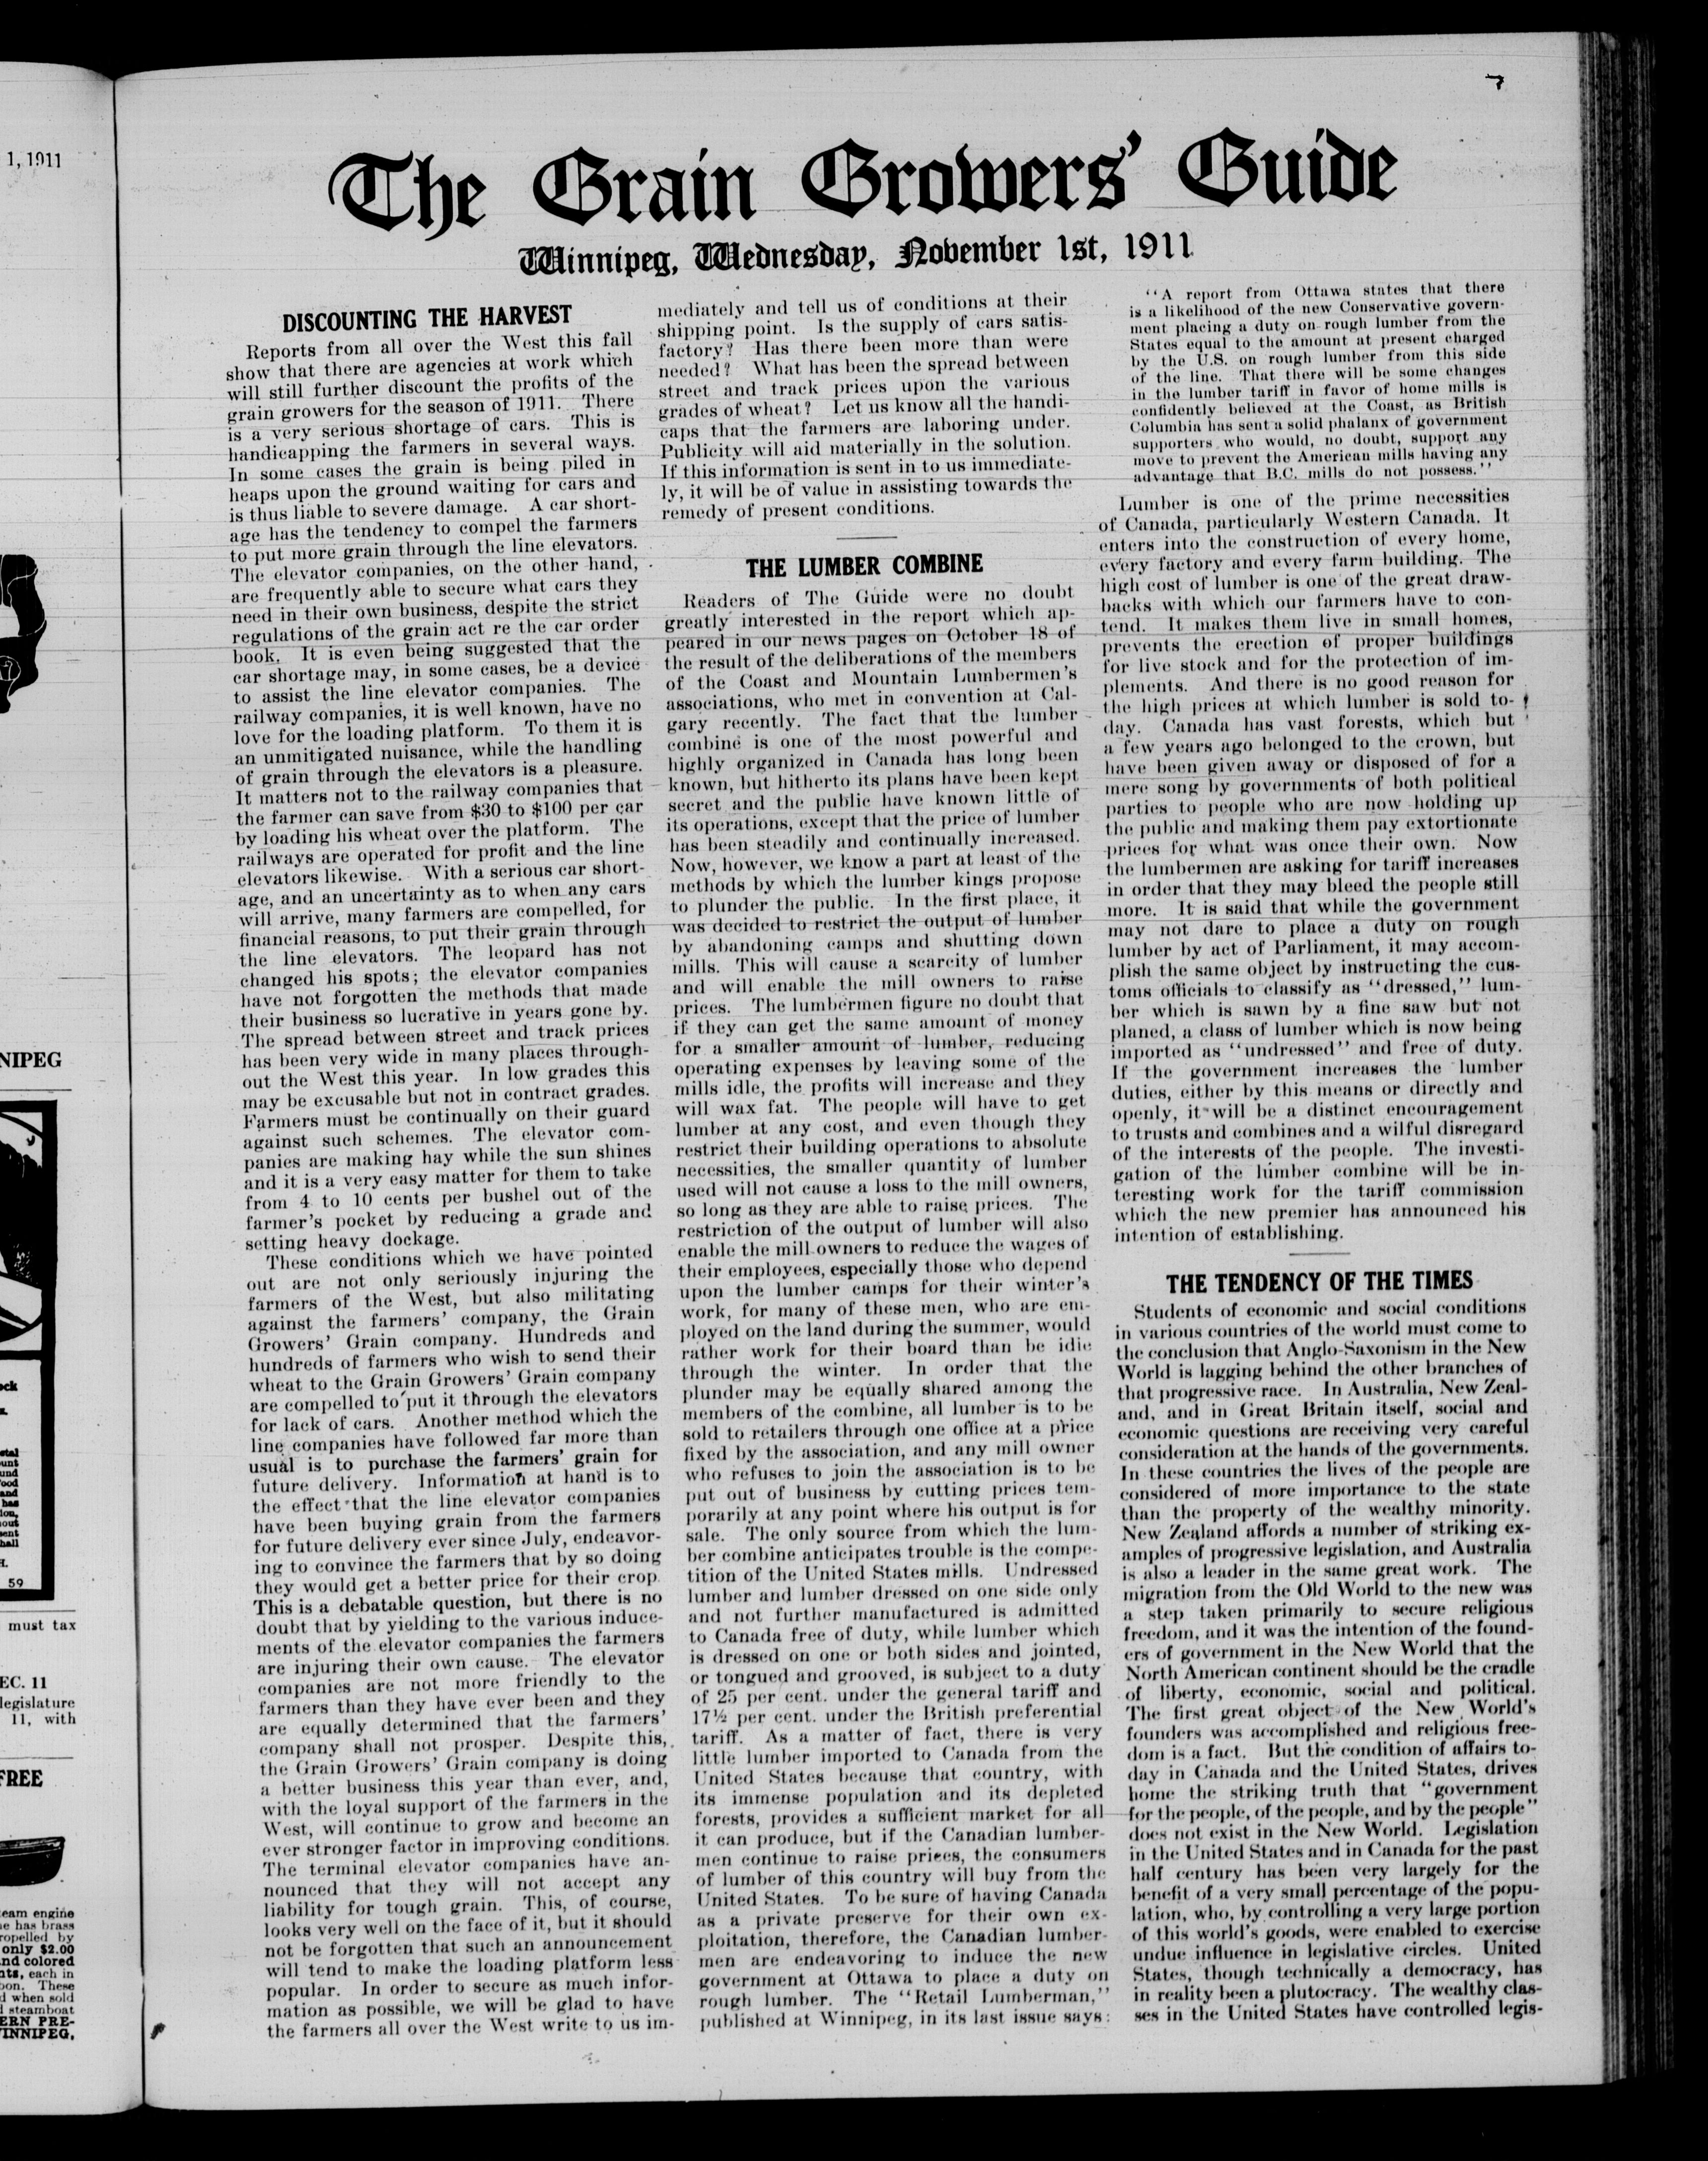 1, 1911
NIPEG
ock
etal
unt
und
ood
and
has
ion,
out
sent
hall
59
must tax
EC. 11
legislature
11, with
FREE
team engine
e has brass
ropelled by
only $2.00
nd colored
nts, each in
pon. These
d when sold
d steamboat
ERN PRE-
WINNIPEG,
7
The Grain Growers' Guide
Winnipeg, Wednesday, November 1st, 1911
DISCOUNTING THE HARVEST
Reports from all over the West this fall
show that there are agencies at work which
will still further discount the profits of the
grain growers for the season of 1911. There
is a very serious shortage of cars. This is
handicapping the farmers in several ways.
In some cases the grain is being piled in
heaps upon the ground waiting for cars and
is thus liable to severe damage. A car short-
age has the tendency to compel the farmers
to put more grain through the line elevators.
The elevator companies, on the other hand,
are frequently able to secure what cars they
need in their own business, despite the strict
regulations of the grain act re the car order
book. It is even being suggested that the
car shortage may, in some cases, be a device
to assist the line elevator companies. The
railway companies, it is well known, have no
love for the loading platform. To them it is
an unmitigated nuisance, while the handling
of grain through the elevators is a pleasure.
It matters not to the railway companies that
the farmer can save from $30 to $100 per car
by loading his wheat over the platform. The
railways are operated for profit and the line
elevators likewise. With a serious car short-
age, and an uncertainty as to when any cars
will arrive, many farmers are compelled, for
financial reasons, to put their grain through
the line elevators. The leopard has not
changed his spots; the elevator companies
have not forgotten the methods that made
their business so lucrative in years gone by.
The spread between street and track prices
has been very wide in many places through-
out the West this year. In low grades this
may be excusable but not in contract grades.
Farmers must be continually on their guard
against such schemes. The elevator com-
panies are making hay while the sun shines
and it is a very easy matter for them to take
from 4 to 10 cents per bushel out of the
farmer's pocket by reducing a grade and
setting heavy dockage.
These conditions which we have pointed
out are not only seriously injuring the
farmers of the West, but also militating
against the farmers' company, the Grain
Growers' Grain company. Hundreds and
hundreds of farmers who wish to send their
wheat to the Grain Growers' Grain company
are compelled to put it through the elevators
for lack of cars. Another method which the
line companies have followed far more than
usual is to purchase the farmers' grain for
future delivery. Information at hand is to
the effect that the line elevator companies
have been buying grain from the farmers
for future delivery ever since July, endeavor-
ing to convince the farmers that by so doing
they would get a better price for their crop.
This is a debatable question, but there is no
doubt that by yielding to the various induce-
ments of the elevator companies the farmers
are injuring their own cause. The elevator
companies are not more friendly to the
farmers than they have ever been and they
are equally determined that the farmers'
company shall not prosper. Despite this,
the Grain Growers' Grain company is doing
a better business this year than ever, and,
with the loyal support of the farmers in the
West, will continue to grow and become an
ever stronger factor in improving conditions.
The terminal elevator companies have an-
nounced that they will not accept any
liability for tough grain. This, of course,
looks very well on the face of it, but it should
not be forgotten that such an announcement
will tend to make the loading platform less
popular. In order to secure as much infor-
mation as possible, we will be glad to have
the farmers all over the West write to us im-
mediately and tell us of conditions at their
shipping point. Is the supply of cars satis-
factory? Has there been more than were
needed? What has been the spread between
street and track prices upon the various
grades of wheat? Let us know all the handi-
caps that the farmers are laboring under.
Publicity will aid materially in the solution.
If this information is sent in to us immediate-
ly, it will be of value in assisting towards the
remedy of present conditions.
THE LUMBER COMBINE
Readers of The Guide were no doubt
greatly interested in the report which ap-
peared in our news pages on October 18 of
the result of the deliberations of the members
of the Coast and Mountain Lumbermen's
associations, who met in convention at Cal-
gary recently. The fact that the lumber
combine is one of the most powerful and
highly organized in Canada has long been
known, but hitherto its plans have been kept
secret and the public have known little of
its operations, except that the price of lumber
has been steadily and continually increased.
Now, however, we know a part at least of the
methods by which the lumber kings propose
to plunder the public. In the first place, it
was decided to restrict the output of lumber
by abandoning camps and shutting down
mills. This will cause a scarcity of lumber
and will enable the mill owners to raise
prices. The lumbermen figure no doubt that
if they can get the same amount of money
for a smaller amount of lumber, reducing
operating expenses by leaving some of the
mills idle, the profits will increase and they
will wax fat. The people will have to get
lumber at any cost, and even though they
restrict their building operations to absolute
necessities, the smaller quantity of lumber
used will not cause a loss to the mill owners,
so long as they are able to raise prices. The
restriction of the output of lumber will also
enable the mill owners to reduce the wages of
their employees, especially those who depend
upon the lumber camps for their winter's
work, for many of these men, who are em-
ployed on the land during the summer, would
rather work for their board than be idle
through the winter. In order that the
plunder may be equally shared among the
members of the combine, all lumber is to be
sold to retailers through one office at a price
fixed by the association, and any mill owner
who refuses to join the association is to be
put out of business by cutting prices tem-
porarily at any point where his output is for
sale. The only source from which the lum-
ber combine anticipates trouble is the compe-
tition of the United States mills. Undressed
lumber and lumber dressed on one side only
and not further manufactured is admitted
to Canada free of duty, while lumber which
is dressed on one or both sides and jointed,
or tongued and grooved, is subject to a duty
of 25 per cent. under the general tariff and
17½ per cent. under the British preferential
tariff. As a matter of fact, there is very
little lumber imported to Canada from the
United States because that country, with
its immense population and its depleted
forests, provides a sufficient market for all
it can produce, but if the Canadian lumber-
men continue to raise prices, the consumers
of lumber of this country will buy from the
United States. To be sure of having Canada
as a private preserve for their own ex-
ploitation, therefore, the Canadian lumber-
men are endeavoring to induce the new
government at Ottawa to place a duty on
rough lumber. The "Retail Lumberman,"
published at Winnipeg, in its last issue says:
"A report from Ottawa states that there
is a likelihood of the new Conservative govern-
ment placing a duty on rough lumber from the
States equal to the amount at present charged
by the U.S. on rough lumber from this side
of the line. That there will be some changes
in the lumber tariff in favor of home mills is
confidently believed at the Coast, as British
Columbia has sent a solid phalanx of government
supporters who would, no doubt, support any
move to prevent the American mills having any
advantage that B.C. mills do not possess."
Lumber is one of the prime necessities
of Canada, particularly Western Canada. It
enters into the construction of every home,
every factory and every farm building. The
high cost of lumber is one of the great draw-
backs with which our farmers have to con-
tend. It makes them live in small homes,
prevents the erection of proper buildings
for live stock and for the protection of im-
plements. And there is no good reason for
the high prices at which lumber is sold to-
day. Canada has vast forests, which but
a few years ago belonged to the crown, but
have been given away or disposed of for a
mere song by governments of both political
parties to people who are now holding up
the public and making them pay extortionate
prices for what was once their own. Now
the lumbermen are asking for tariff increases
in order that they may bleed the people still
more. It is said that while the government
may not dare to place a duty on rough
lumber by act of Parliament, it may accom-
plish the same object by instructing the cus-
toms officials to classify as "dressed," lum-
ber which is sawn by a fine saw but not
planed, a class of lumber which is now being
imported as "undressed" and free of duty.
If the government increases the lumber
duties, either by this means or directly and
openly, it will be a distinct encouragement
to trusts and combines and a wilful disregard
of the interests of the people. The investi-
gation of the lumber combine will be in-
teresting work for the tariff commission
which the new premier has announced his
intention of establishing.
THE TENDENCY OF THE TIMES
Students of economic and social conditions
in various countries of the world must come to
the conclusion that Anglo-Saxonism in the New
World is lagging behind the other branches of
that progressive race. In Australia, New Zeal-
and, and in Great Britain itself, social and
economic questions are receiving very careful
consideration at the hands of the governments.
In these countries the lives of the people are
considered of more importance to the state
than the property of the wealthy minority.
New Zealand affords a number of striking ex-
amples of progressive legislation, and Australia
is also a leader in the same great work. The
migration from the Old World to the new was
a step taken primarily to secure religious
freedom, and it was the intention of the found-
ers of government in the New World that the
North American continent should be the cradle
of liberty, economic, social and political.
The first great object of the New World's
founders was accomplished and religious free-
dom is a fact. But the condition of affairs to-
day in Canada and the United States, drives
home the striking truth that "government
for the people, of the people, and by the people"
does not exist in the New World. Legislation
in the United States and in Canada for the past
half century has been very largely for the
benefit of a very small percentage of the popu-
lation, who, by controlling a very large portion
of this world's goods, were enabled to exercise
undue influence in legislative circles. United
States, though technically a democracy, has
in reality been a plutocracy. The wealthy clas-
ses in the United States have controlled legis-